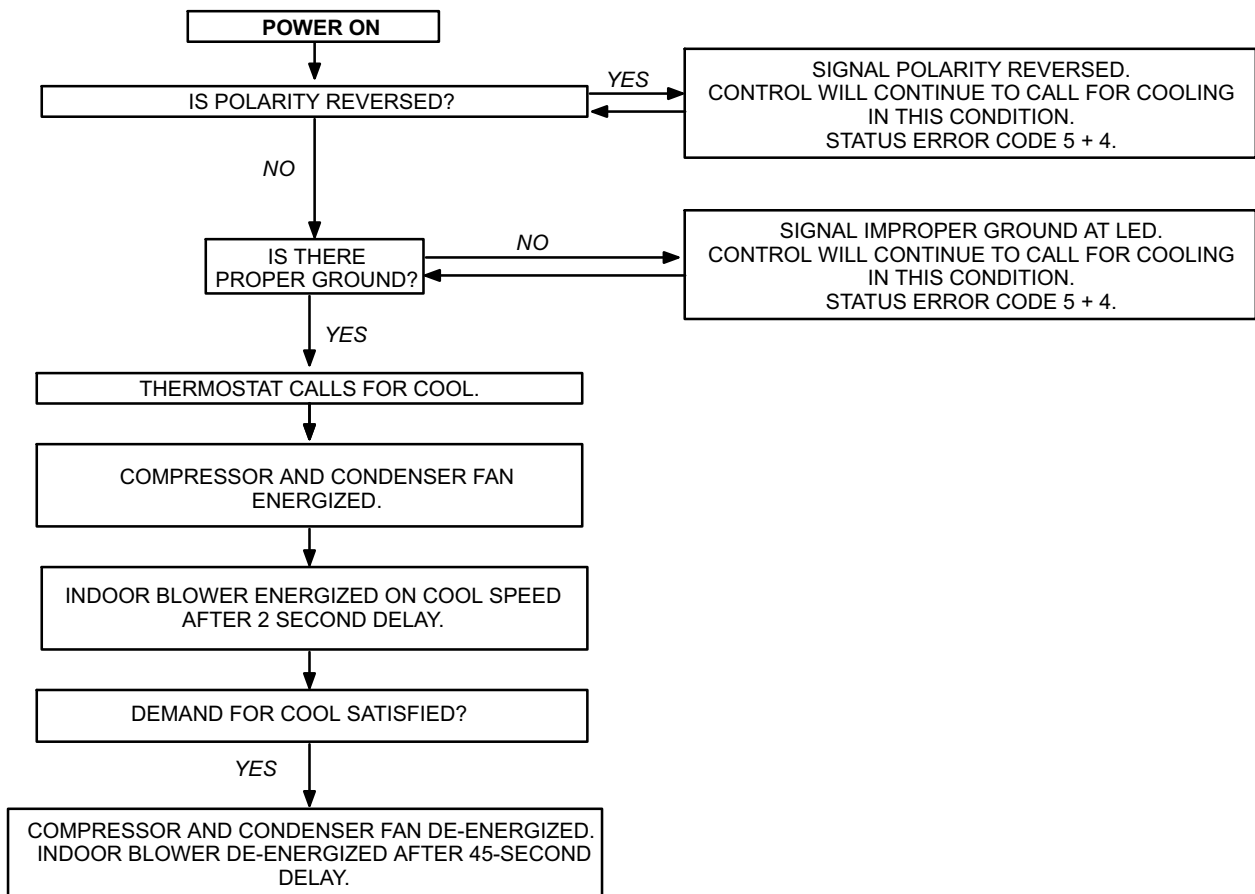 POWER ON
IS POLARITY REVERSED?
YES
SIGNAL POLARITY REVERSED.
CONTROL WILL CONTINUE TO CALL FOR COOLING
IN THIS CONDITION.
STATUS ERROR CODE 5 + 4.
NO
IS THERE
PROPER GROUND?
NO
SIGNAL IMPROPER GROUND AT LED.
CONTROL WILL CONTINUE TO CALL FOR COOLING
IN THIS CONDITION.
STATUS ERROR CODE 5 + 4.
YES
THERMOSTAT CALLS FOR COOL.
COMPRESSOR AND CONDENSER FAN
ENERGIZED.
INDOOR BLOWER ENERGIZED ON COOL SPEED
AFTER 2 SECOND DELAY.
DEMAND FOR COOL SATISFIED?
YES
COMPRESSOR AND CONDENSER FAN DE-ENERGIZED.
INDOOR BLOWER DE-ENERGIZED AFTER 45-SECOND
DELAY.